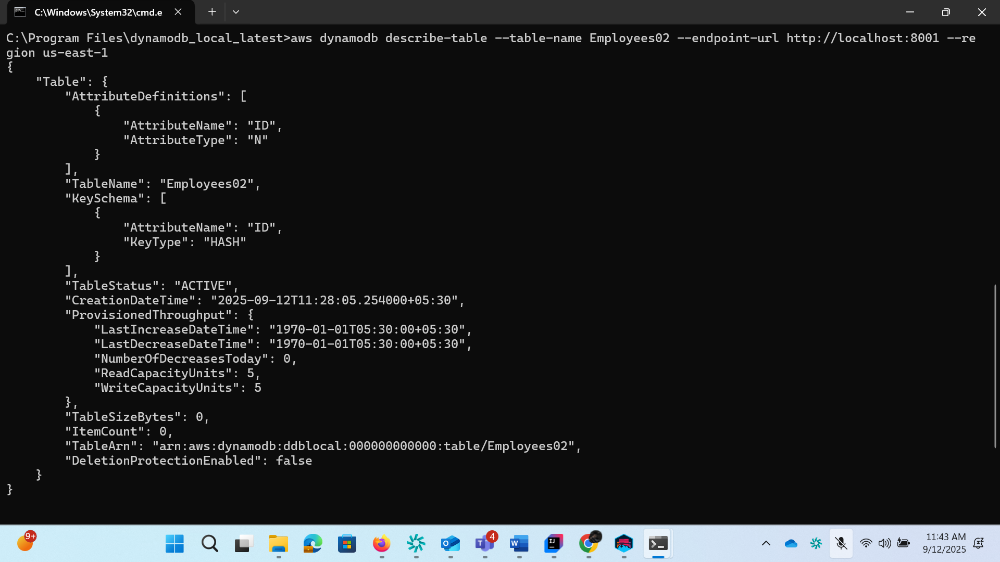 C:\Windows\System32\cmd.e
C:\Program Files\dynamodb_local_latest>aws dynamodb describe-table --table-name Employees02 --endpoint-url http://localhost:8001 --re
gion us-east-1
{
    "Table": {
        "AttributeDefinitions": [
            {
                "AttributeName": "ID",
                "AttributeType": "N"
            }
        ],
        "TableName": "Employees02",
        "KeySchema": [
            {
                "AttributeName": "ID",
                "KeyType": "HASH"
            }
        ],
        "TableStatus": "ACTIVE",
        "CreationDateTime": "2025-09-12T11:28:05.254000+05:30",
        "ProvisionedThroughput": {
            "LastIncreaseDateTime": "1970-01-01T05:30:00+05:30",
            "LastDecreaseDateTime": "1970-01-01T05:30:00+05:30",
            "NumberOfDecreasesToday": 0,
            "ReadCapacityUnits": 5,
            "WriteCapacityUnits": 5
        },
        "TableSizeBytes": 0,
        "ItemCount": 0,
        "TableArn": "arn:aws:dynamodb:ddblocal:000000000000:table/Employees02",
        "DeletionProtectionEnabled": false
    }
}
9+
4
11:43 AM
9/12/2025